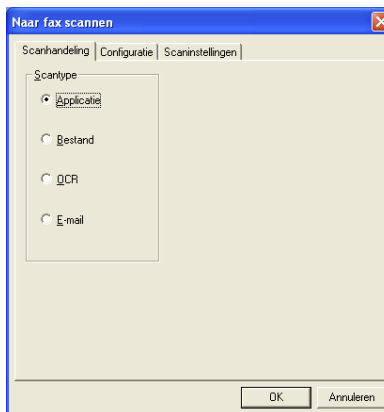 Naar fax scannen
Scanhandeling Configuratie Scaninstellingen
Scantype
Applicatie
Bestand
OCR
E-mail
OK Annuleren